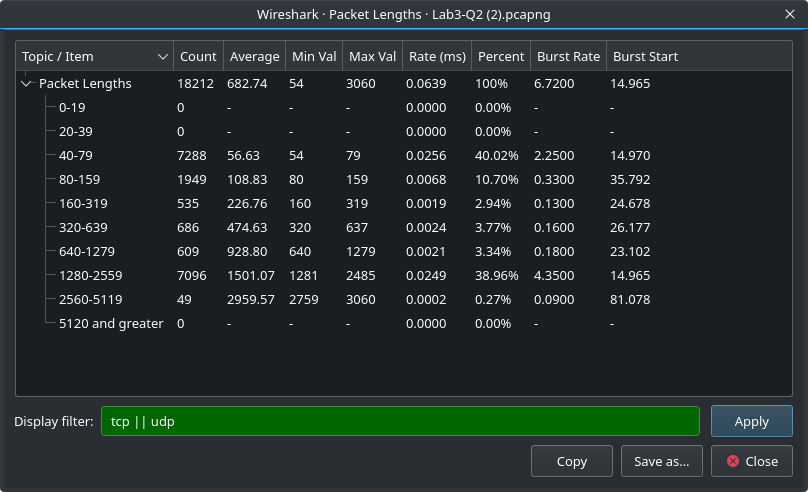 Wireshark · Packet Lengths · Lab3-Q2 (2).pcapng
Topic / Item Count Average Min Val Max Val Rate (ms) Percent Burst Rate Burst Start
Packet Lengths 18212 682.74 54 3060 0.0639 100% 6.7200 14.965
0-19 0 - - - 0.0000 0.00% - -
20-39 0 - - - 0.0000 0.00% - -
40-79 7288 56.63 54 79 0.0256 40.02% 2.2500 14.970
80-159 1949 108.83 80 159 0.0068 10.70% 0.3300 35.792
160-319 535 226.76 160 319 0.0019 2.94% 0.1300 24.678
320-639 686 474.63 320 637 0.0024 3.77% 0.1600 26.177
640-1279 609 928.80 640 1279 0.0021 3.34% 0.1800 23.102
1280-2559 7096 1501.07 1281 2485 0.0249 38.96% 4.3500 14.965
2560-5119 49 2959.57 2759 3060 0.0002 0.27% 0.0900 81.078
5120 and greater 0 - - - 0.0000 0.00% - -
Display filter: tcp || udp Apply
Copy Save as... Close